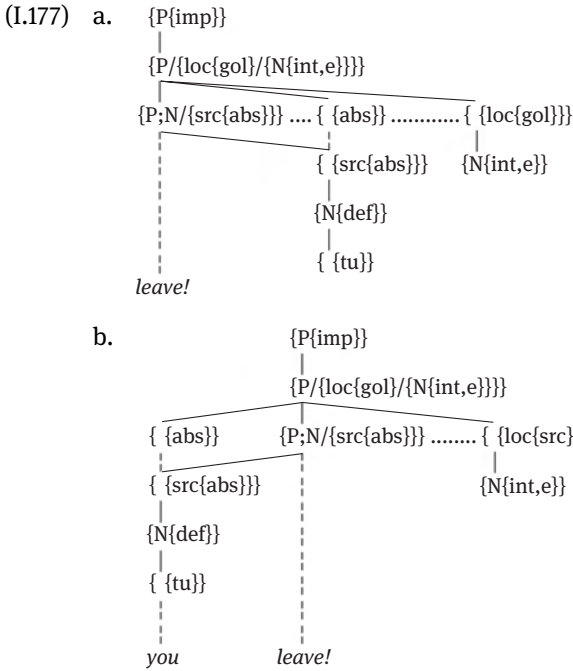 (I.177) a. {P{imp}}
{P/{loc{gol}/{N{int,e}}}}
{P;N/{src{abs}}} .... { {abs}} ............ { {loc{gol}}}
{ {src{abs}}} {N{int,e}}
{N{def}}
{ {tu}}
leave!
b. {P{imp}}
{P/{loc{gol}/{N{int,e}}}}
{ {abs}} {P;N/{src{abs}}} ........ { {loc{src}
{ {src{abs}}} {N{int,e}}
{N{def}}
{ {tu}}
you leave!